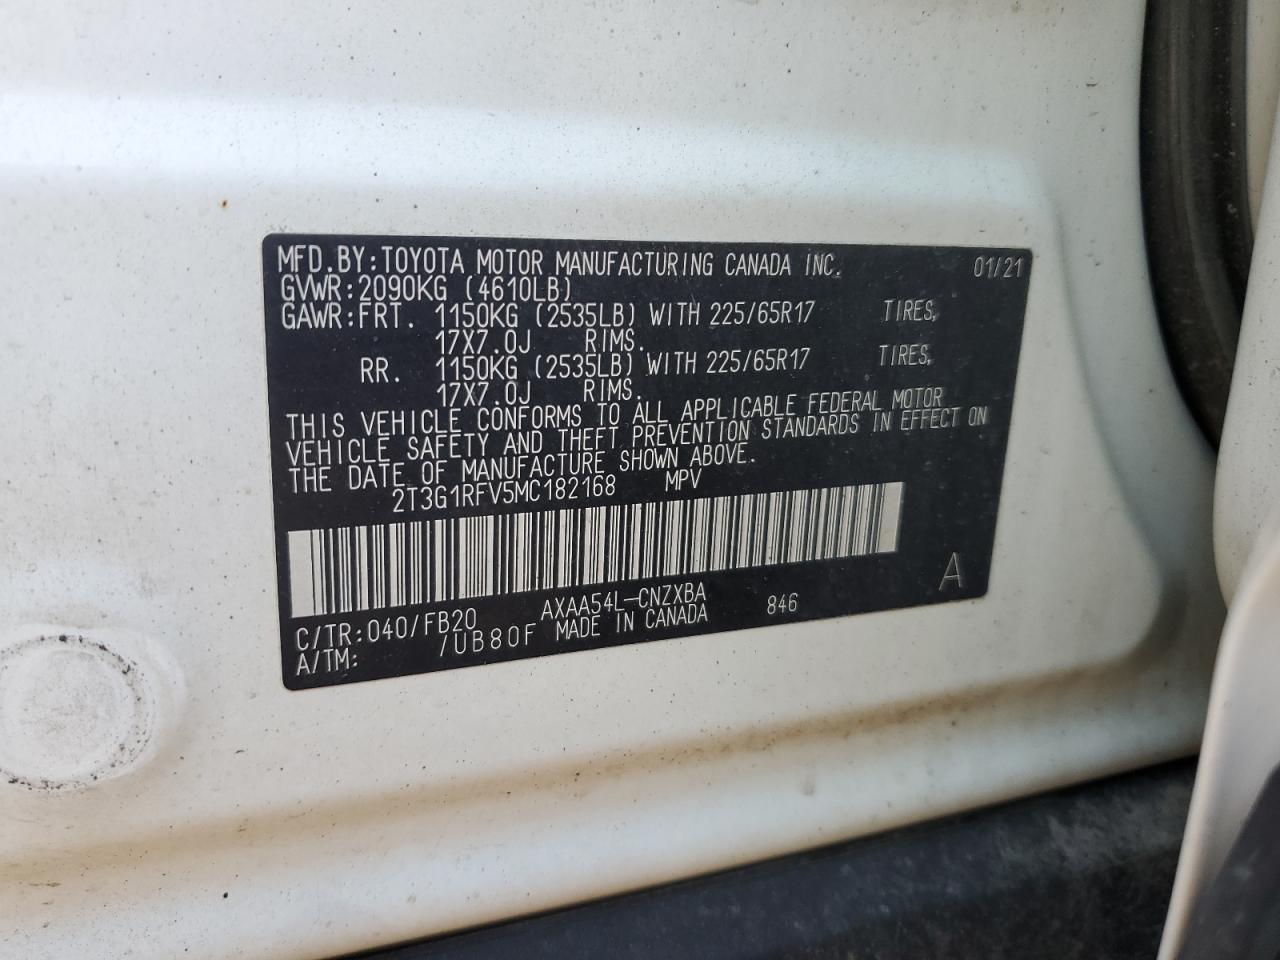 MFD.BY:TOYOTA MOTOR MANUFACTURING CANADA INC. 01/21
GVWR:2090KG (4610LB)
GAWR:FRT. 1150KG (2535LB) WITH 225/65R17 TIRES,
17X7.0J RIMS.
RR. 1150KG (2535LB) WITH 225/65R17 TIRES,
17X7.0J RIMS.
THIS VEHICLE CONFORMS TO ALL APPLICABLE FEDERAL MOTOR
VEHICLE SAFETY AND THEFT PREVENTION STANDARDS IN EFFECT ON
THE DATE OF MANUFACTURE SHOWN ABOVE.
2T3G1RFV5MC182168 MPV
A
C/TR:040/FB20 AXAA54L-CNZXBA 846
A/TM: /UB80F MADE IN CANADA